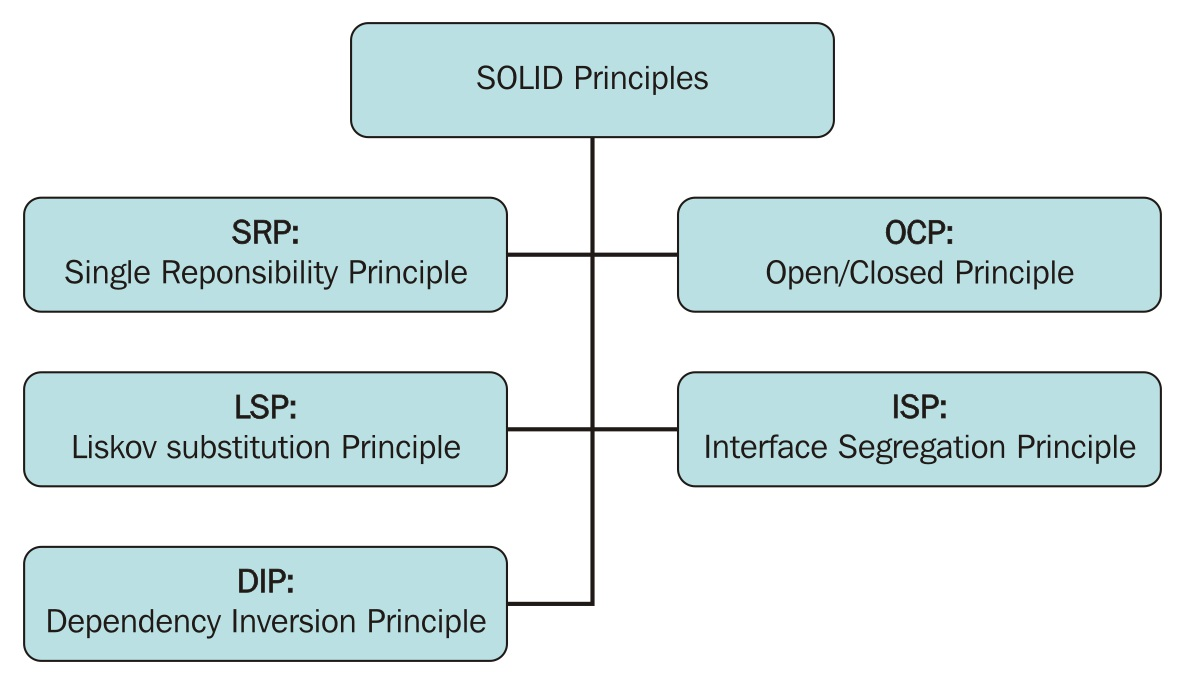 SOLID Principles
SRP:
Single Reponsibility Principle
OCP:
Open/Closed Principle
LSP:
Liskov substitution Principle
ISP:
Interface Segregation Principle
DIP:
Dependency Inversion Principle